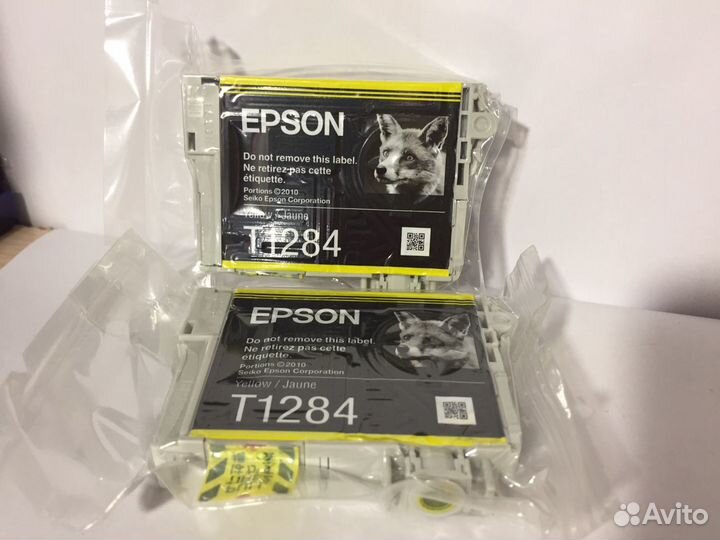 EPSON
Do not remove this label.
Ne retirez pas cette
étiquette.
Portions ©2010
Seiko Epson Corporation
Yellow / Jaune
T1284
EPSON
Do not remove this label.
Ne retirez pas cette
étiquette.
Portions ©2010
Seiko Epson Corporation
Yellow / Jaune
T1284
Avito